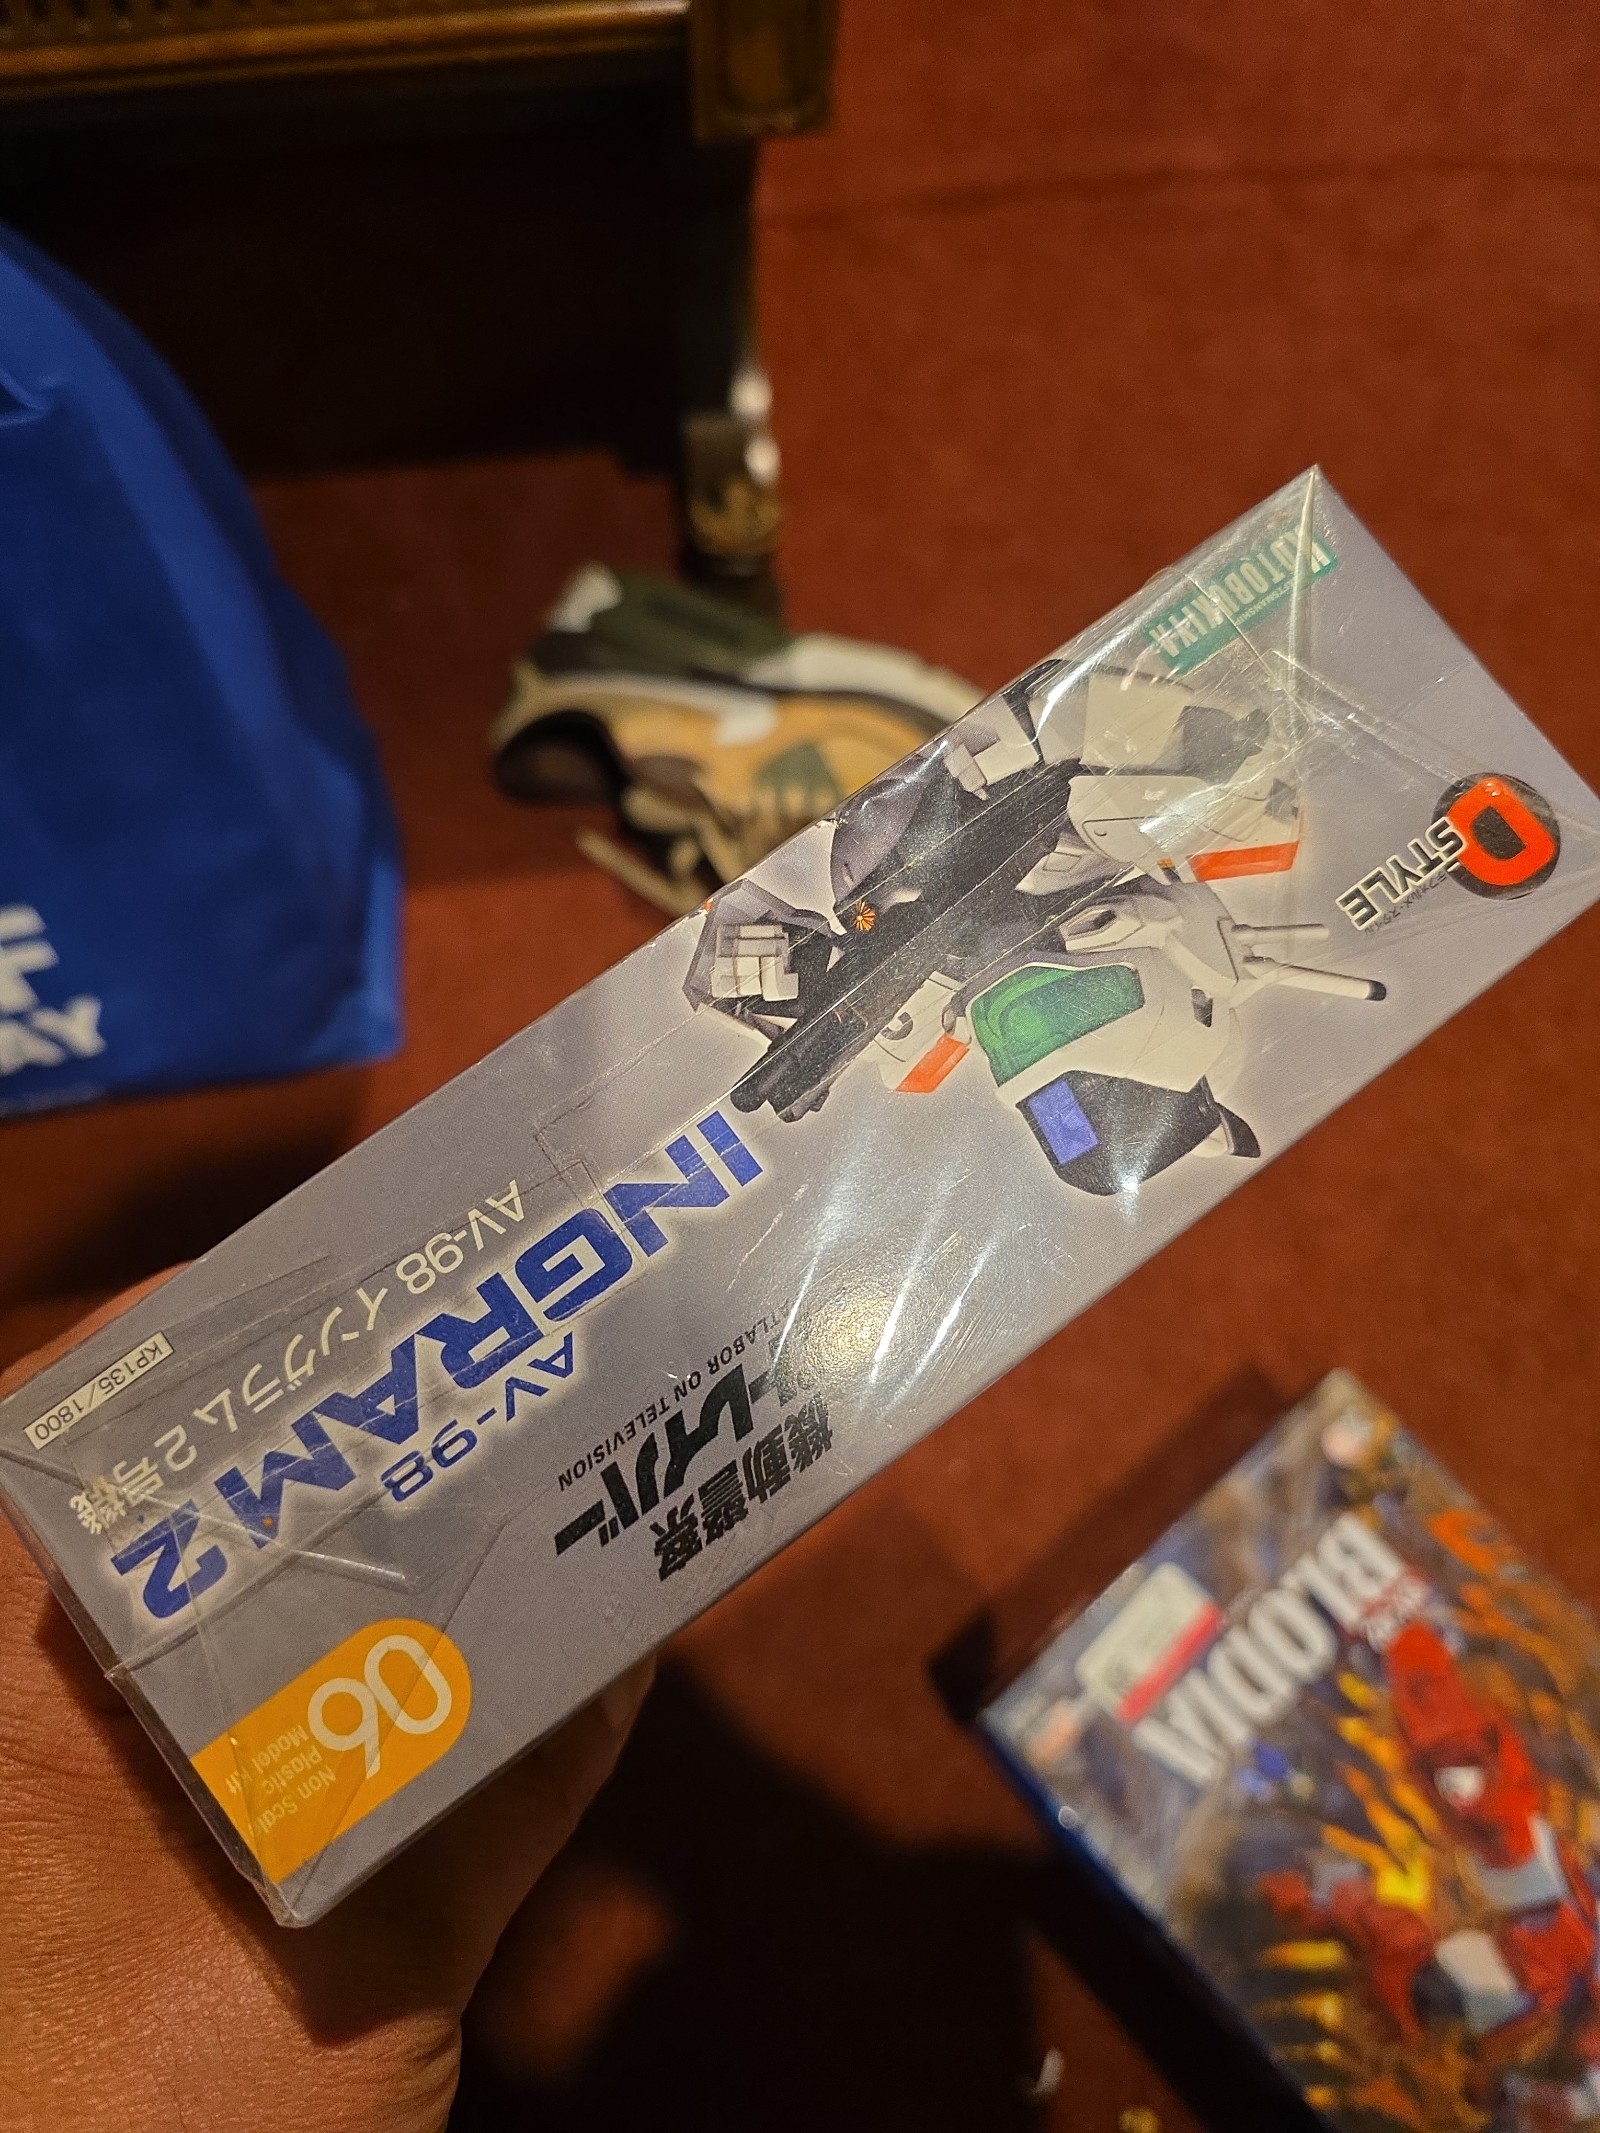 KOTOBUKIYA
D
STYLE
機動警察
パトレイバー
PATLABOR ON TELEVISION
AV-98
INGRAM 2
AV-98 イングラム 2号機
KP135/1800
06
Non Scale
Plastic
Model Kit
BLODIA
AY